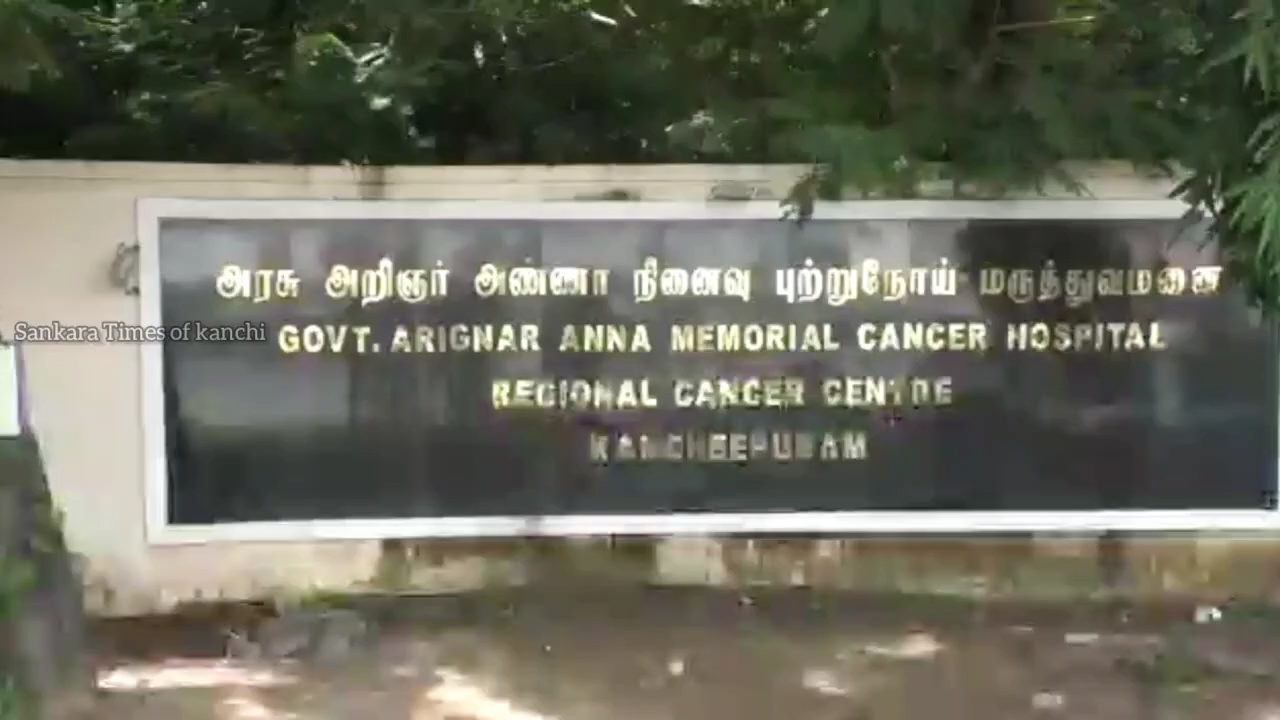 அரசு அறிஞர் அண்ணா நினைவு புற்றுநோய் மருத்துவமனை
Sankara Times of kanchi
GOVT. ARIGNAR ANNA MEMORIAL CANCER HOSPITAL
REGIONAL CANCER CENTRE
KANCHEEPURAM